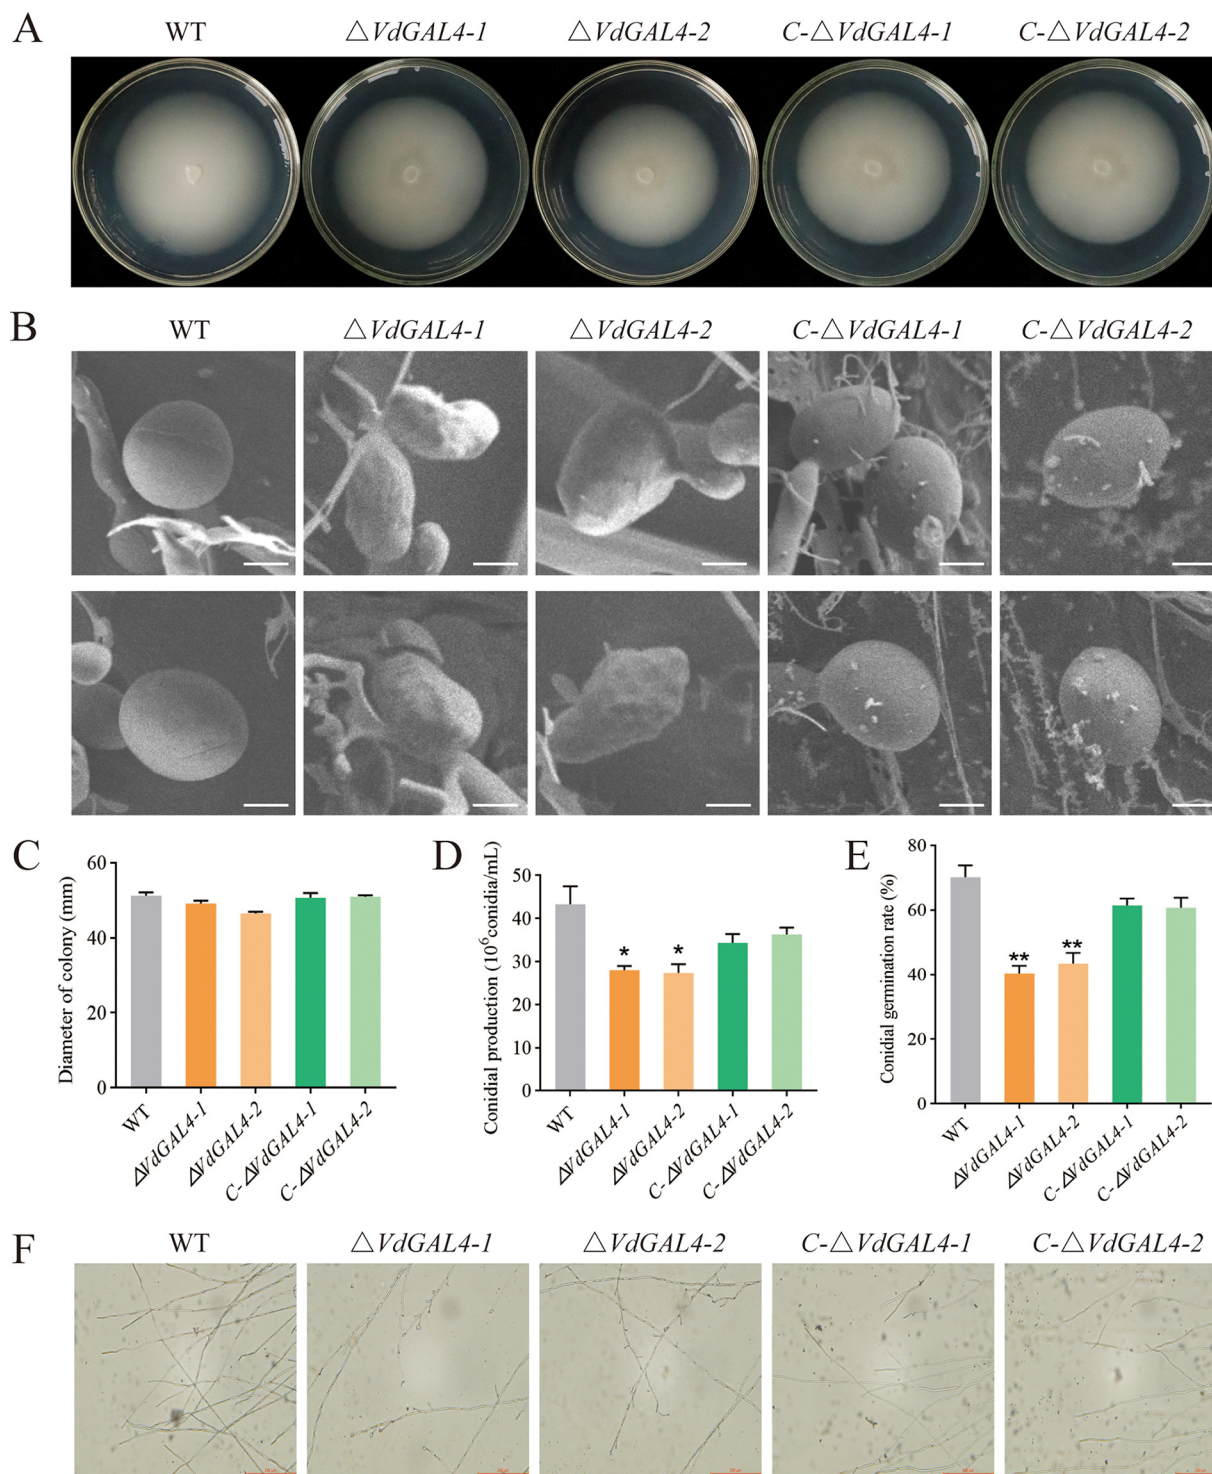 A
WT △VdGAL4-1 △VdGAL4-2 C-△VdGAL4-1 C-△VdGAL4-2
B
WT △VdGAL4-1 △VdGAL4-2 C-△VdGAL4-1 C-△VdGAL4-2
C
Diameter of colony (mm)
60
40
20
0
WT
ΔVdGAL4-1
ΔVdGAL4-2
C-ΔVdGAL4-1
C-ΔVdGAL4-2
D
Conidial production (10⁶conidia/mL)
50
40
30
20
10
0
* *
WT
ΔVdGAL4-1
ΔVdGAL4-2
C-ΔVdGAL4-1
C-ΔVdGAL4-2
E
Conidial germination rate (%)
80
60
40
20
0
** **
WT
ΔVdGAL4-1
ΔVdGAL4-2
C-ΔVdGAL4-1
C-ΔVdGAL4-2
F
WT △VdGAL4-1 △VdGAL4-2 C-△VdGAL4-1 C-△VdGAL4-2